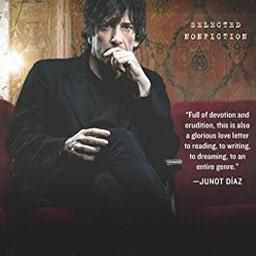 SELECTED
NONFICTION
"Full of devotion and
erudition, this is also
a glorious love letter
to reading, to writing,
to dreaming, to an
entire genre."
—JUNOT DÍAZ